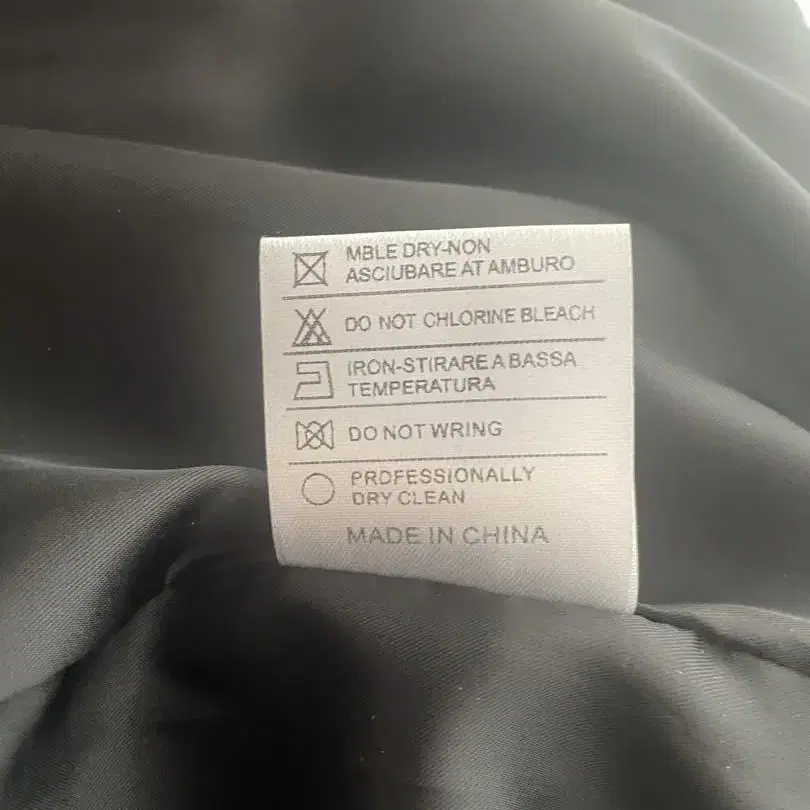 MBLE DRY-NON
ASCIUBARE AT AMBURO
DO NOT CHLORINE BLEACH
IRON-STIRARE A BASSA
TEMPERATURA
DO NOT WRING
PRDFESSIONALLY
DRY CLEAN
MADE IN CHINA